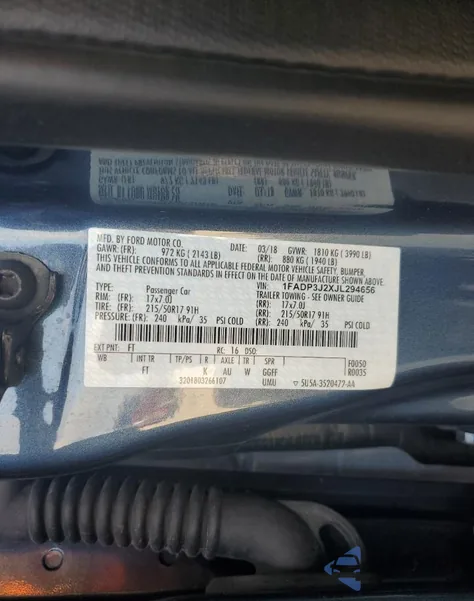 MFD. BY FORD MOTOR CO. 03/18 GVWR: 1810 KG ( 3990 LB)
GAWR: (FR) 972 KG ( 2143 LB) (RR) 880 KG ( 1940 LB)
THIS VEHICLE CONFORMS TO ALL APPLICABLE FEDERAL MOTOR VEHICLE SAFETY, BUMPER,
AND THEFT PREVENTION STANDARDS IN EFFECT ON THE DATE OF MANUFACTURE SHOWN ABOVE.
VIN: 1FADP3J2XJL294656
TYPE: Passenger Car TRAILER TOWING - SEE OWNER GUIDE
RIM: (FR) 17x7.0J (RR) 17x7.0J
TIRE: (FR) 215/50R17 91H (RR) 215/50R17 91H
PRESSURE: (FR) 240 kPa/ 35 PSI COLD (RR) 240 kPa/ 35 PSI COLD
EXT PNT: FT RC: 16 DSO:
WB INT TR TP/PS R AXLE TR SPR F0050
FT K AU W GGFF R0035
3201803266107 UMU SU5A-3520472-AA